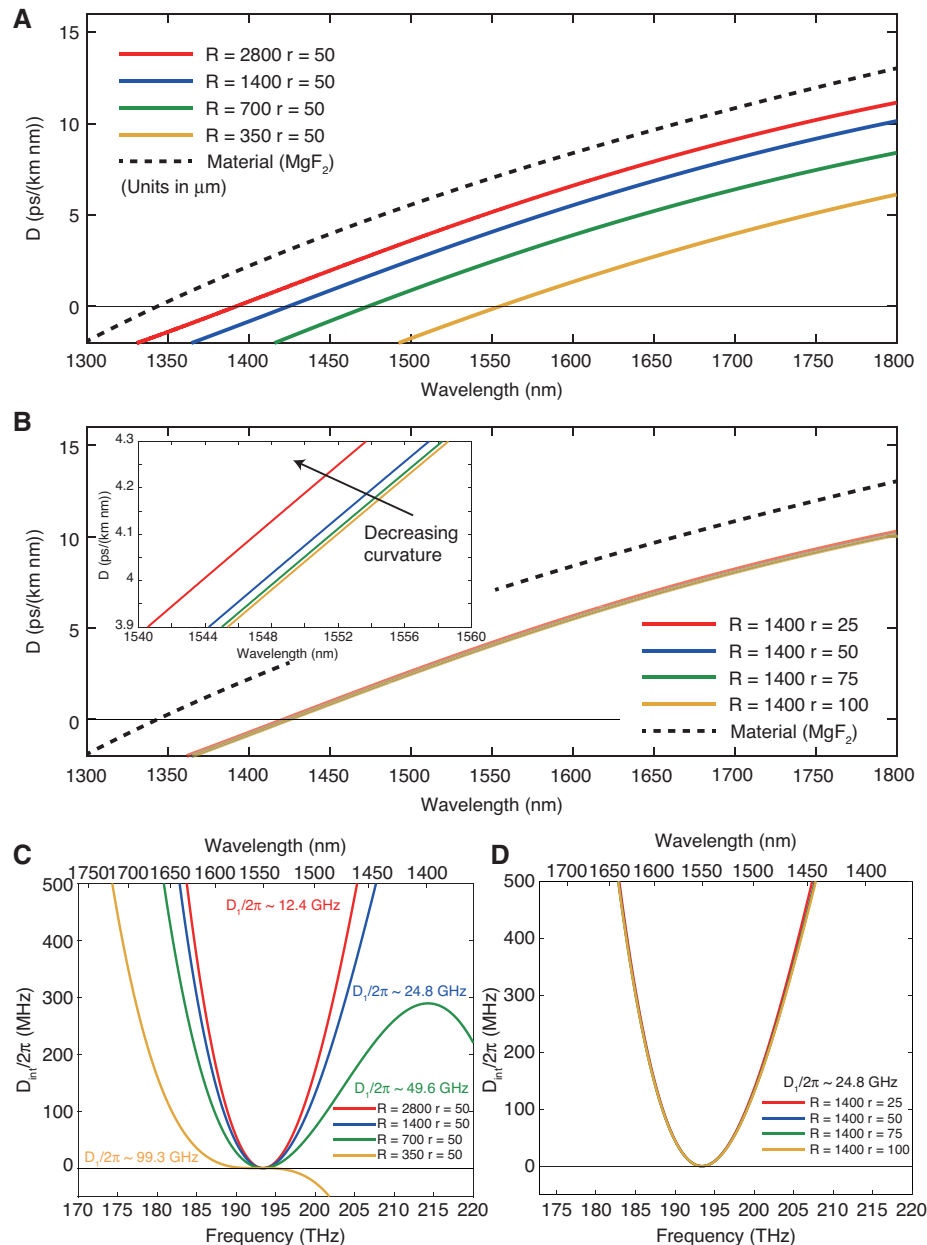 A
15
10
5
0
D (ps/(km nm))
R = 2800 r = 50
R = 1400 r = 50
R = 700 r = 50
R = 350 r = 50
Material (MgF₂)
(Units in µm)
1300 1350 1400 1450 1500 1550 1600 1650 1700 1750 1800
Wavelength (nm)
B
15
10
5
0
D (ps/(km nm))
4.3
4.2
4.1
4
3.9
D (ps/(km nm))
Decreasing
curvature
1540 1544 1548 1552 1556 1560
Wavelength (nm)
R = 1400 r = 25
R = 1400 r = 50
R = 1400 r = 75
R = 1400 r = 100
Material (MgF₂)
1300 1350 1400 1450 1500 1550 1600 1650 1700 1750 1800
Wavelength (nm)
C
Wavelength (nm)
1750 1700 1650 1600 1550 1500 1450 1400
500
400
300
200
100
0
D_int/2π (MHz)
D₁/2π ~ 12.4 GHz
D₁/2π ~ 24.8 GHz
D₁/2π ~ 49.6 GHz
D₁/2π ~ 99.3 GHz
R = 2800 r = 50
R = 1400 r = 50
R = 700 r = 50
R = 350 r = 50
170 175 180 185 190 195 200 205 210 215 220
Frequency (THz)
D
Wavelength (nm)
1700 1650 1600 1550 1500 1450 1400
500
400
300
200
100
0
D_int/2π (MHz)
D₁/2π ~ 24.8 GHz
R = 1400 r = 25
R = 1400 r = 50
R = 1400 r = 75
R = 1400 r = 100
175 180 185 190 195 200 205 210 215 220
Frequency (THz)